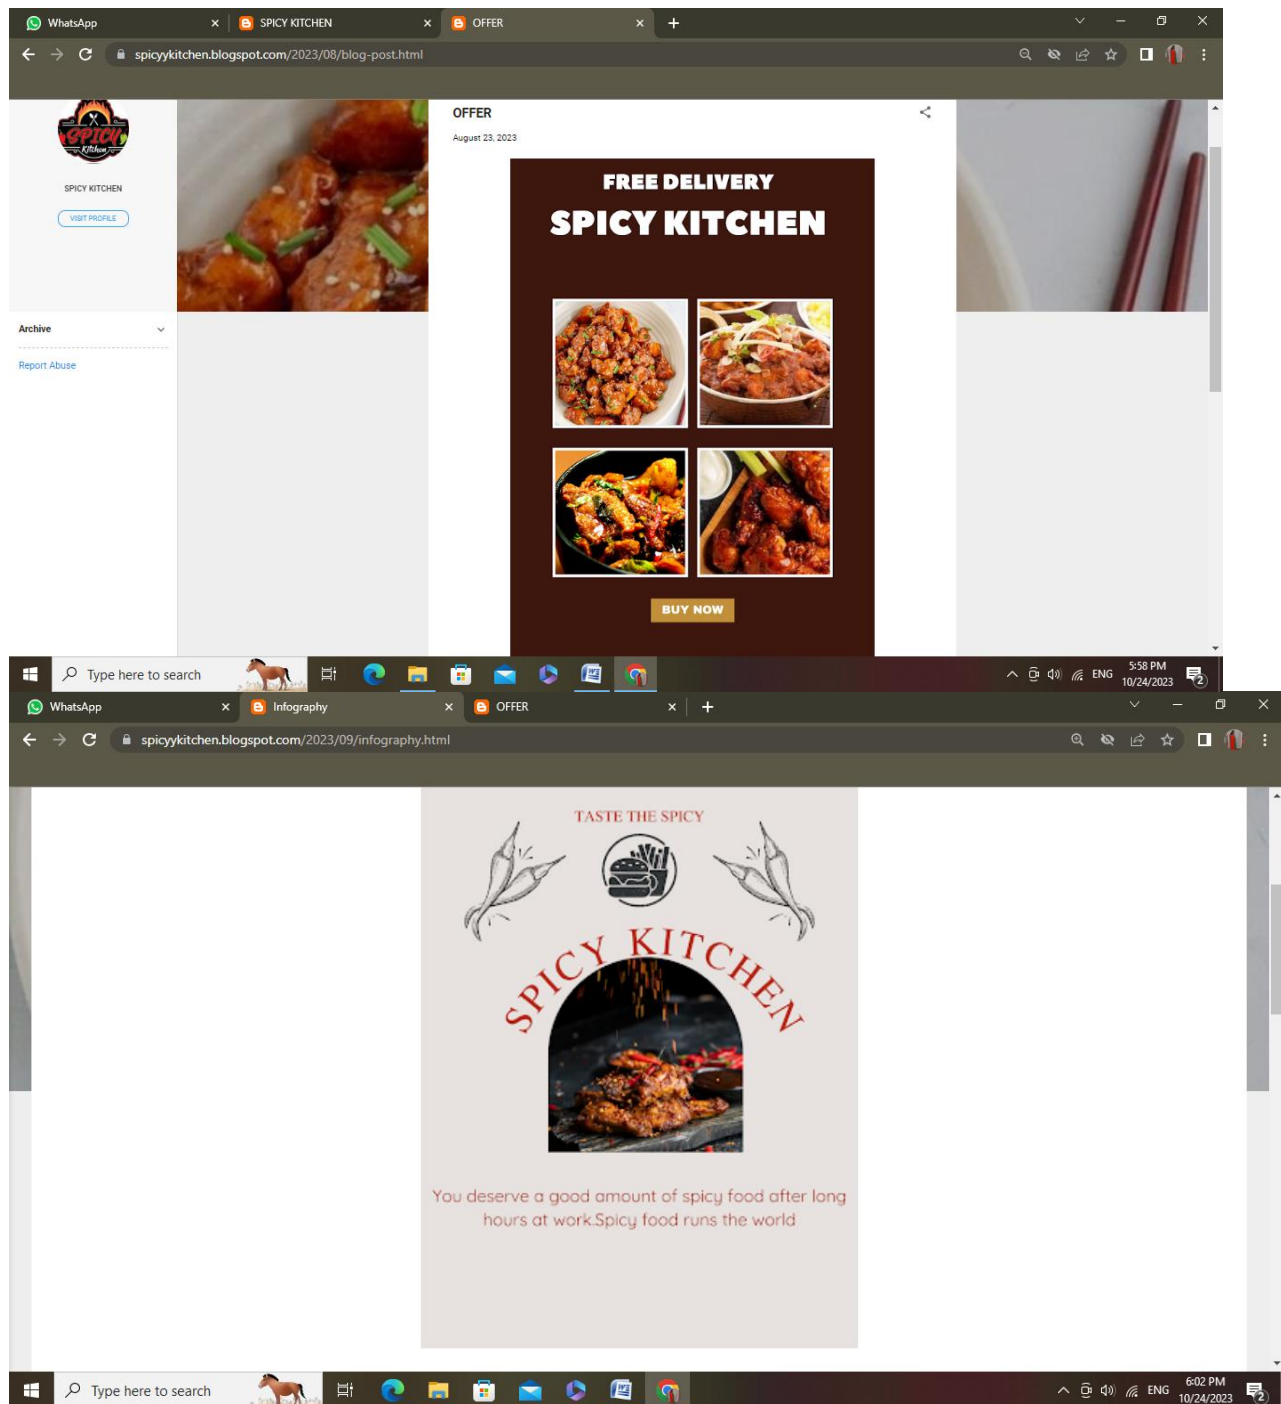 WhatsApp
SPICY KITCHEN
OFFER
spicyykitchen.blogspot.com/2023/08/blog-post.html
SPICY
Kitchen
SPICY KITCHEN
VISIT PROFILE
Archive
Report Abuse
OFFER
August 23, 2023
FREE DELIVERY
SPICY KITCHEN
BUY NOW
Type here to search
ENG
5:58 PM
10/24/2023
2
WhatsApp
Infography
OFFER
spicyykitchen.blogspot.com/2023/09/infography.html
TASTE THE SPICY
SPICY KITCHEN
You deserve a good amount of spicy food after long
hours at work.Spicy food runs the world
Type here to search
ENG
6:02 PM
10/24/2023
2